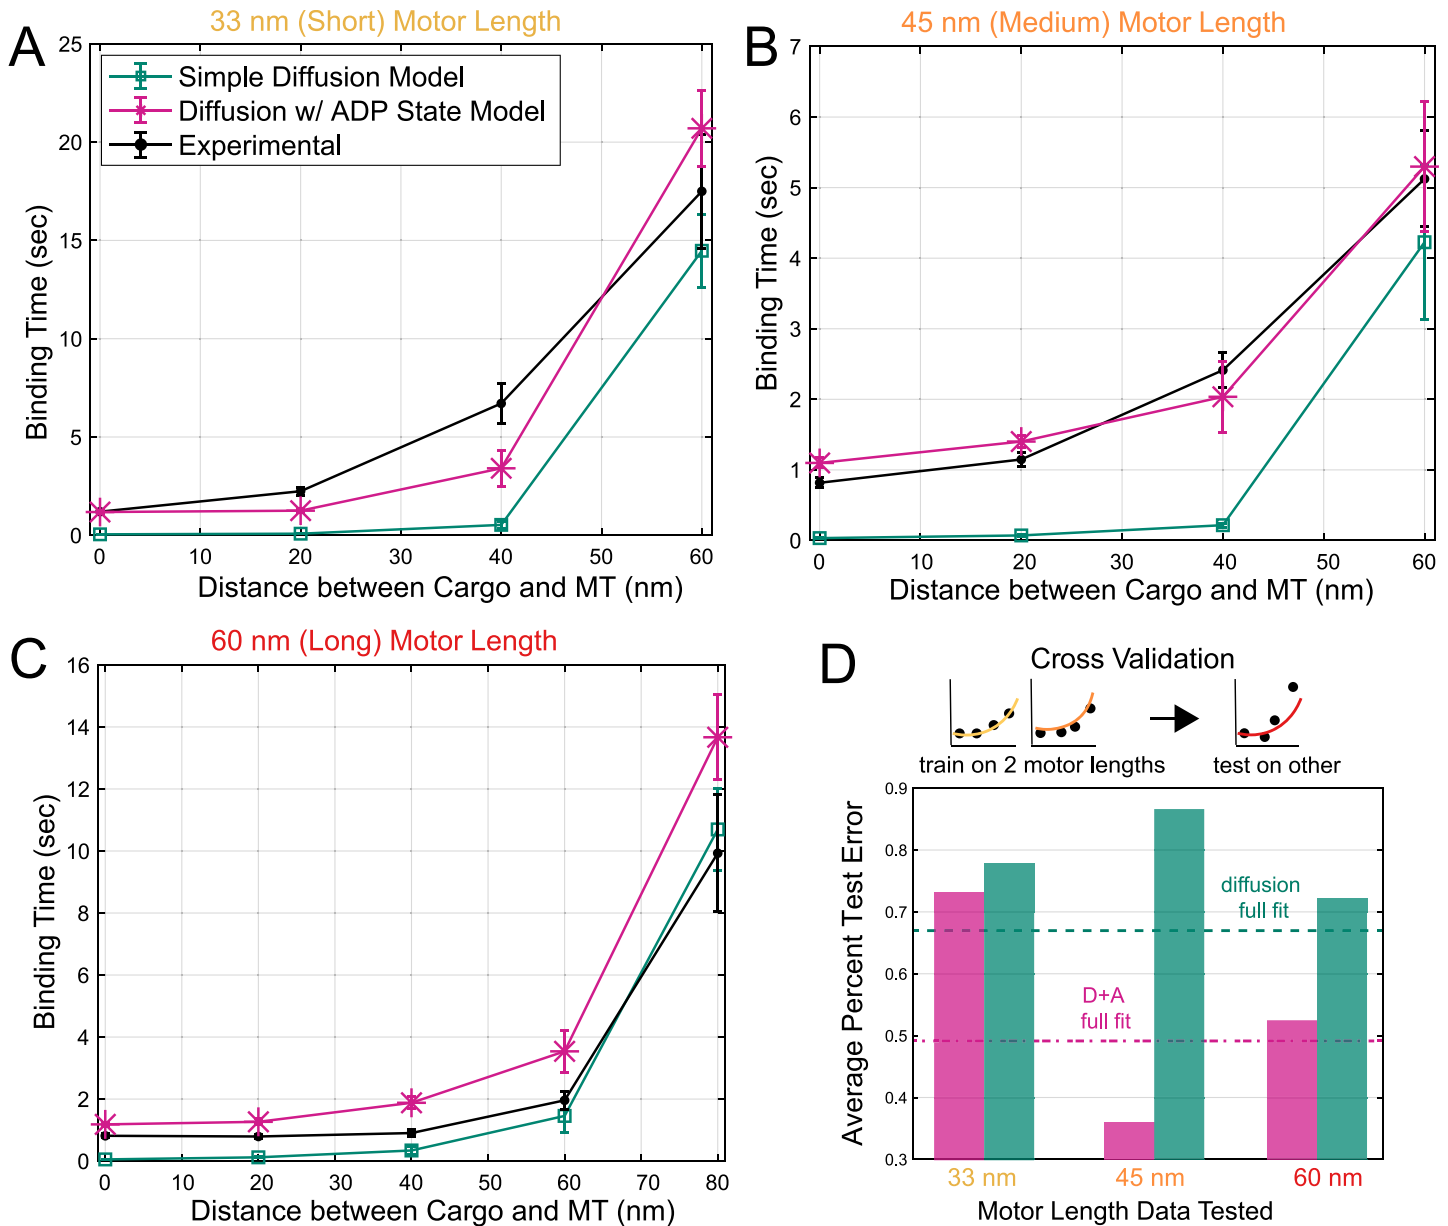 A
33 nm (Short) Motor Length
25
20
15
10
5
0
Binding Time (sec)
Simple Diffusion Model
Diffusion w/ ADP State Model
Experimental
0 10 20 30 40 50 60
Distance between Cargo and MT (nm)
B
45 nm (Medium) Motor Length
7
6
5
4
3
2
1
0
Binding Time (sec)
0 10 20 30 40 50 60
Distance between Cargo and MT (nm)
C
60 nm (Long) Motor Length
16
14
12
10
8
6
4
2
0
Binding Time (sec)
0 10 20 30 40 50 60 70 80
Distance between Cargo and MT (nm)
D
Cross Validation
train on 2 motor lengths
test on other
0.9
0.8
0.7
0.6
0.5
0.4
0.3
Average Percent Test Error
diffusion
full fit
D+A
full fit
33 nm 45 nm 60 nm
Motor Length Data Tested